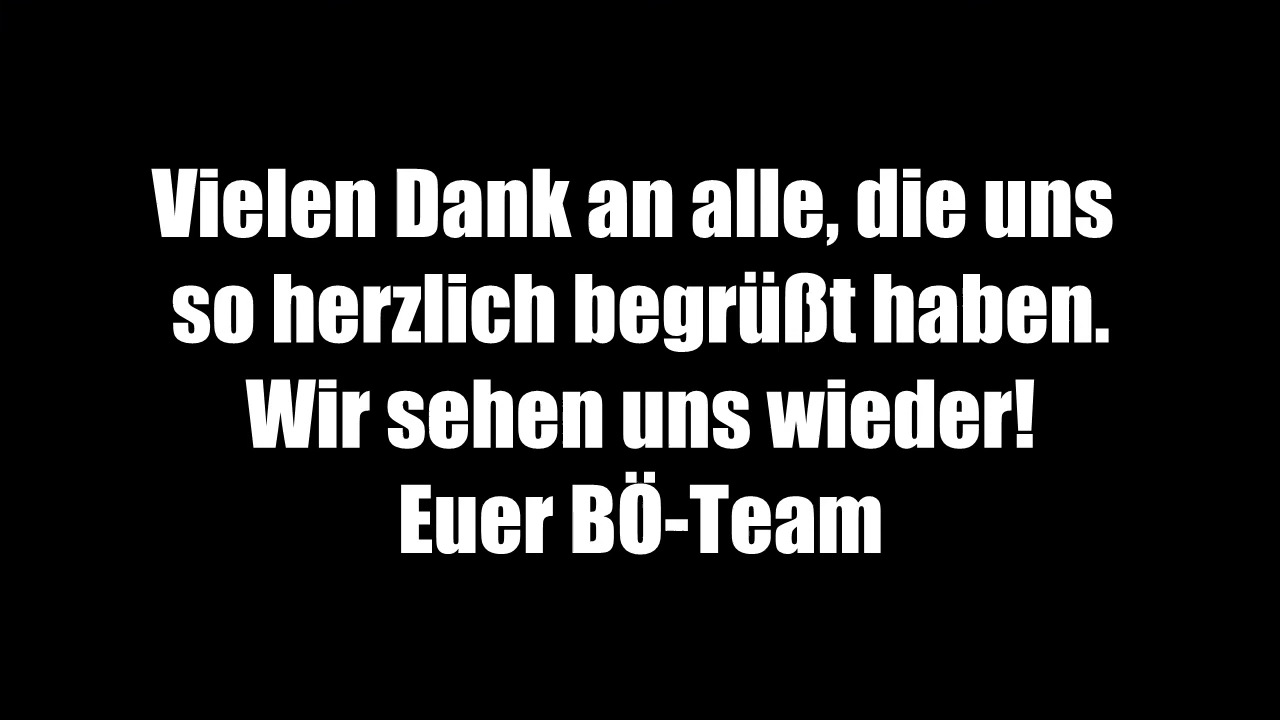 Vielen Dank an alle, die uns
so herzlich begrüßt haben.
Wir sehen uns wieder!
Euer BÖ-Team